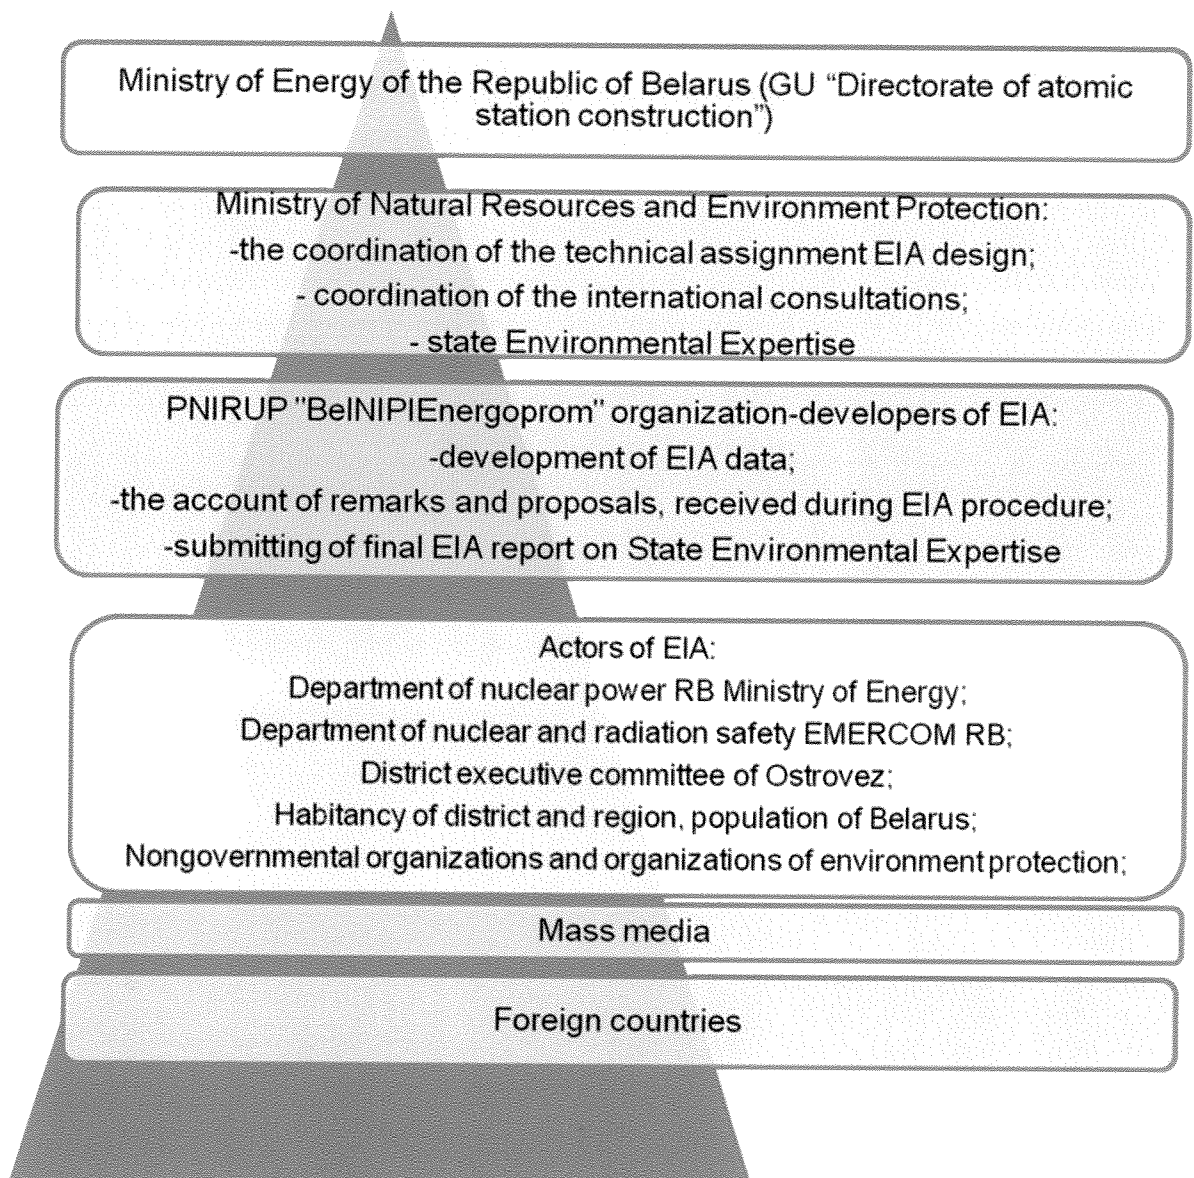 Ministry of Energy of the Republic of Belarus (GU “Directorate of atomic
station construction”)
Ministry of Natural Resources and Environment Protection:
-the coordination of the technical assignment EIA design;
- coordination of the international consultations;
- state Environmental Expertise
PNIRUP "BelNIPIEnergoprom" organization-developers of EIA:
-development of EIA data;
-the account of remarks and proposals, received during EIA procedure;
-submitting of final EIA report on State Environmental Expertise
Actors of EIA:
Department of nuclear power RB Ministry of Energy;
Department of nuclear and radiation safety EMERCOM RB;
District executive committee of Ostrovez;
Habitancy of district and region, population of Belarus;
Nongovernmental organizations and organizations of environment protection;
Mass media
Foreign countries